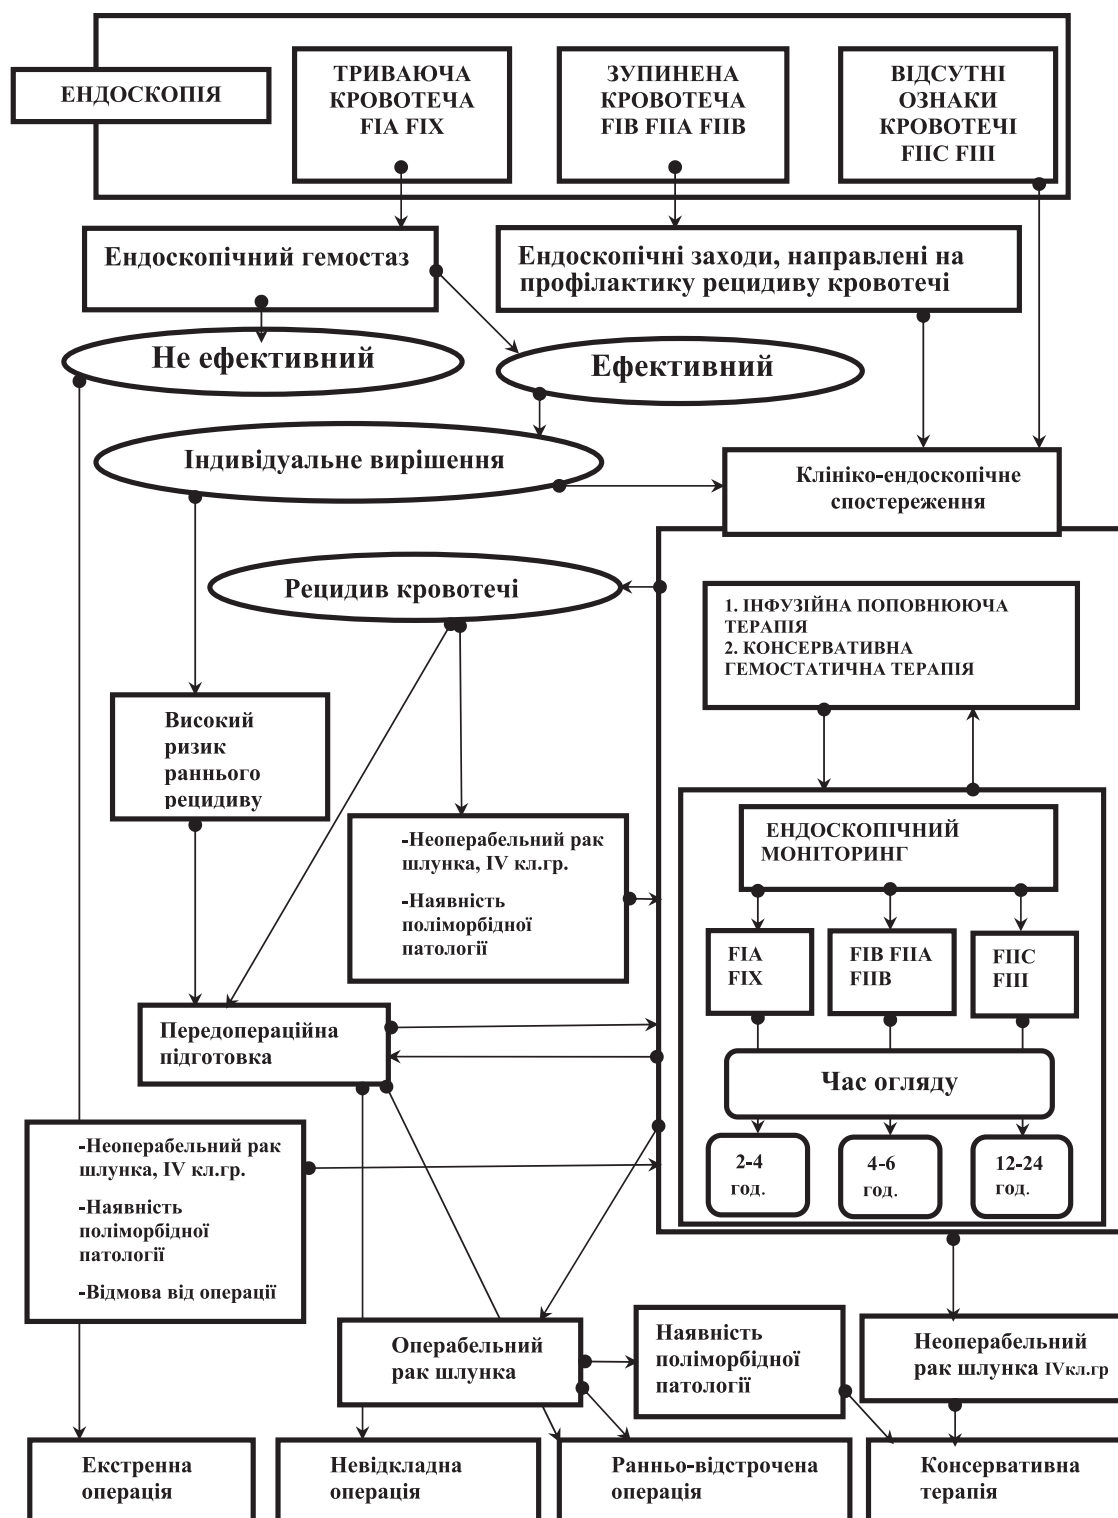 ЕНДОСКОПІЯ
ТРИВАЮЧА
КРОВОТЕЧА
FIA FIX
ЗУПИНЕНА
КРОВОТЕЧА
FIB FIIA FIIB
ВІДСУТНІ
ОЗНАКИ
КРОВОТЕЧІ
FIIC FIII
Ендоскопічний гемостаз
Ендоскопічні заходи, направлені на
профілактику рецидиву кровотечі
Не ефективний
Ефективний
Індивідуальне вирішення
Клініко-ендоскопічне
спостереження
Рецидив кровотечі
1. ІНФУЗІЙНА ПОПОВНЮЮЧА
ТЕРАПІЯ
2. КОНСЕРВАТИВНА
ГЕМОСТАТИЧНА ТЕРАПІЯ
Високий
ризик
раннього
рецидиву
-Неоперабельний рак
шлунка, IV кл.гр.
-Наявність
поліморбідної
патології
ЕНДОСКОПІЧНИЙ
МОНІТОРИНГ
FIA
FIX
FIB FIIA
FIIB
FIIC
FIII
Передопераційна
підготовка
Час огляду
2-4
год.
4-6
год.
12-24
год.
-Неоперабельний рак
шлунка, IV кл.гр.
-Наявність
поліморбідної
патології
-Відмова від операції
Операбельний
рак шлунка
Наявність
поліморбідної
патології
Неоперабельний
рак шлунка IVкл.гр
Екстренна
операція
Невідкладна
операція
Ранньо-відстрочена
операція
Консервативна
терапія